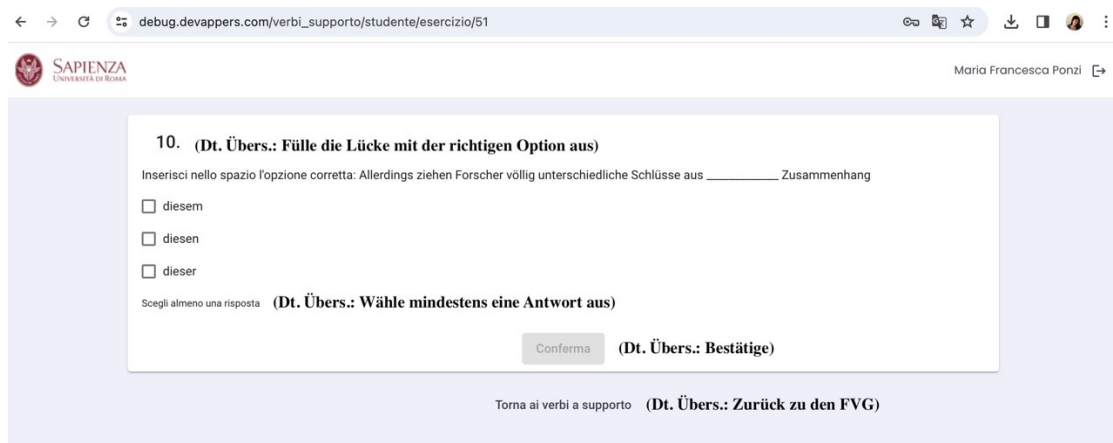 debug.devappers.com/verbi_supporto/studente/esercizio/51
SAPIENZA
UNIVERSITÀ DI ROMA
Maria Francesca Ponzi
10. (Dt. Übers.: Fülle die Lücke mit der richtigen Option aus)
Inserisci nello spazio l'opzione corretta: Allerdings ziehen Forscher völlig unterschiedliche Schlüsse aus ____________ Zusammenhang
diesem
diesen
dieser
Scegli almeno una risposta (Dt. Übers.: Wähle mindestens eine Antwort aus)
Conferma (Dt. Übers.: Bestätige)
Torna ai verbi a supporto (Dt. Übers.: Zurück zu den FVG)